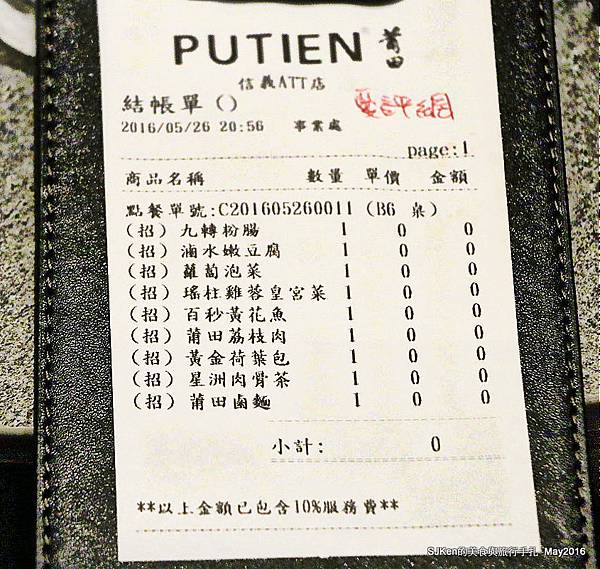 PUTIEN 莆田
信義ATT店
結帳單() 愛評網
2016/05/26 20:56 事業處
page:1
商品名稱 數量 單價 金額
點餐單號:C201605260011 (B6 桌)
(招) 九轉粉腸 1 0 0
(招) 滷水嫩豆腐 1 0 0
(招) 蘿蔔泡菜 1 0 0
(招) 瑤柱雞蓉皇宮菜 1 0 0
(招) 百秒黃花魚 1 0 0
(招) 莆田荔枝肉 1 0 0
(招) 黃金荷葉包 1 0 0
(招) 星洲肉骨茶 1 0 0
(招) 莆田鹵麵 1 0 0
小計: 0
**以上金額已包含10%服務費**
SJKen的美食與旅行手札 May2016